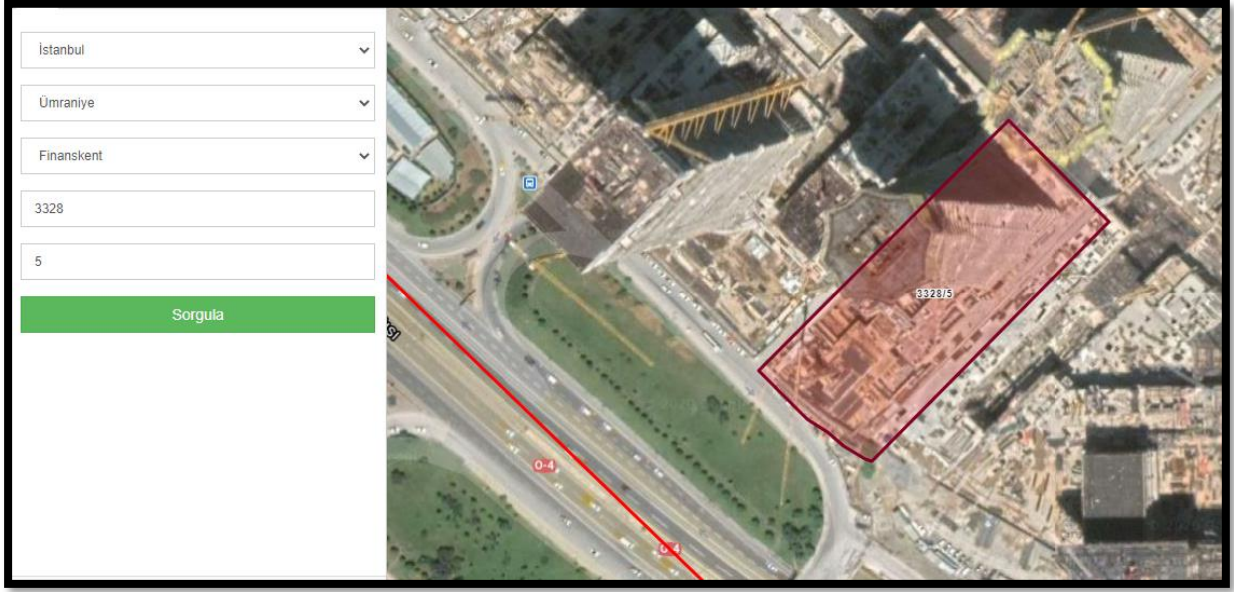 İstanbul
Ümraniye
Finanskent
3328
5
Sorgula
3328/5
O-4
O-4